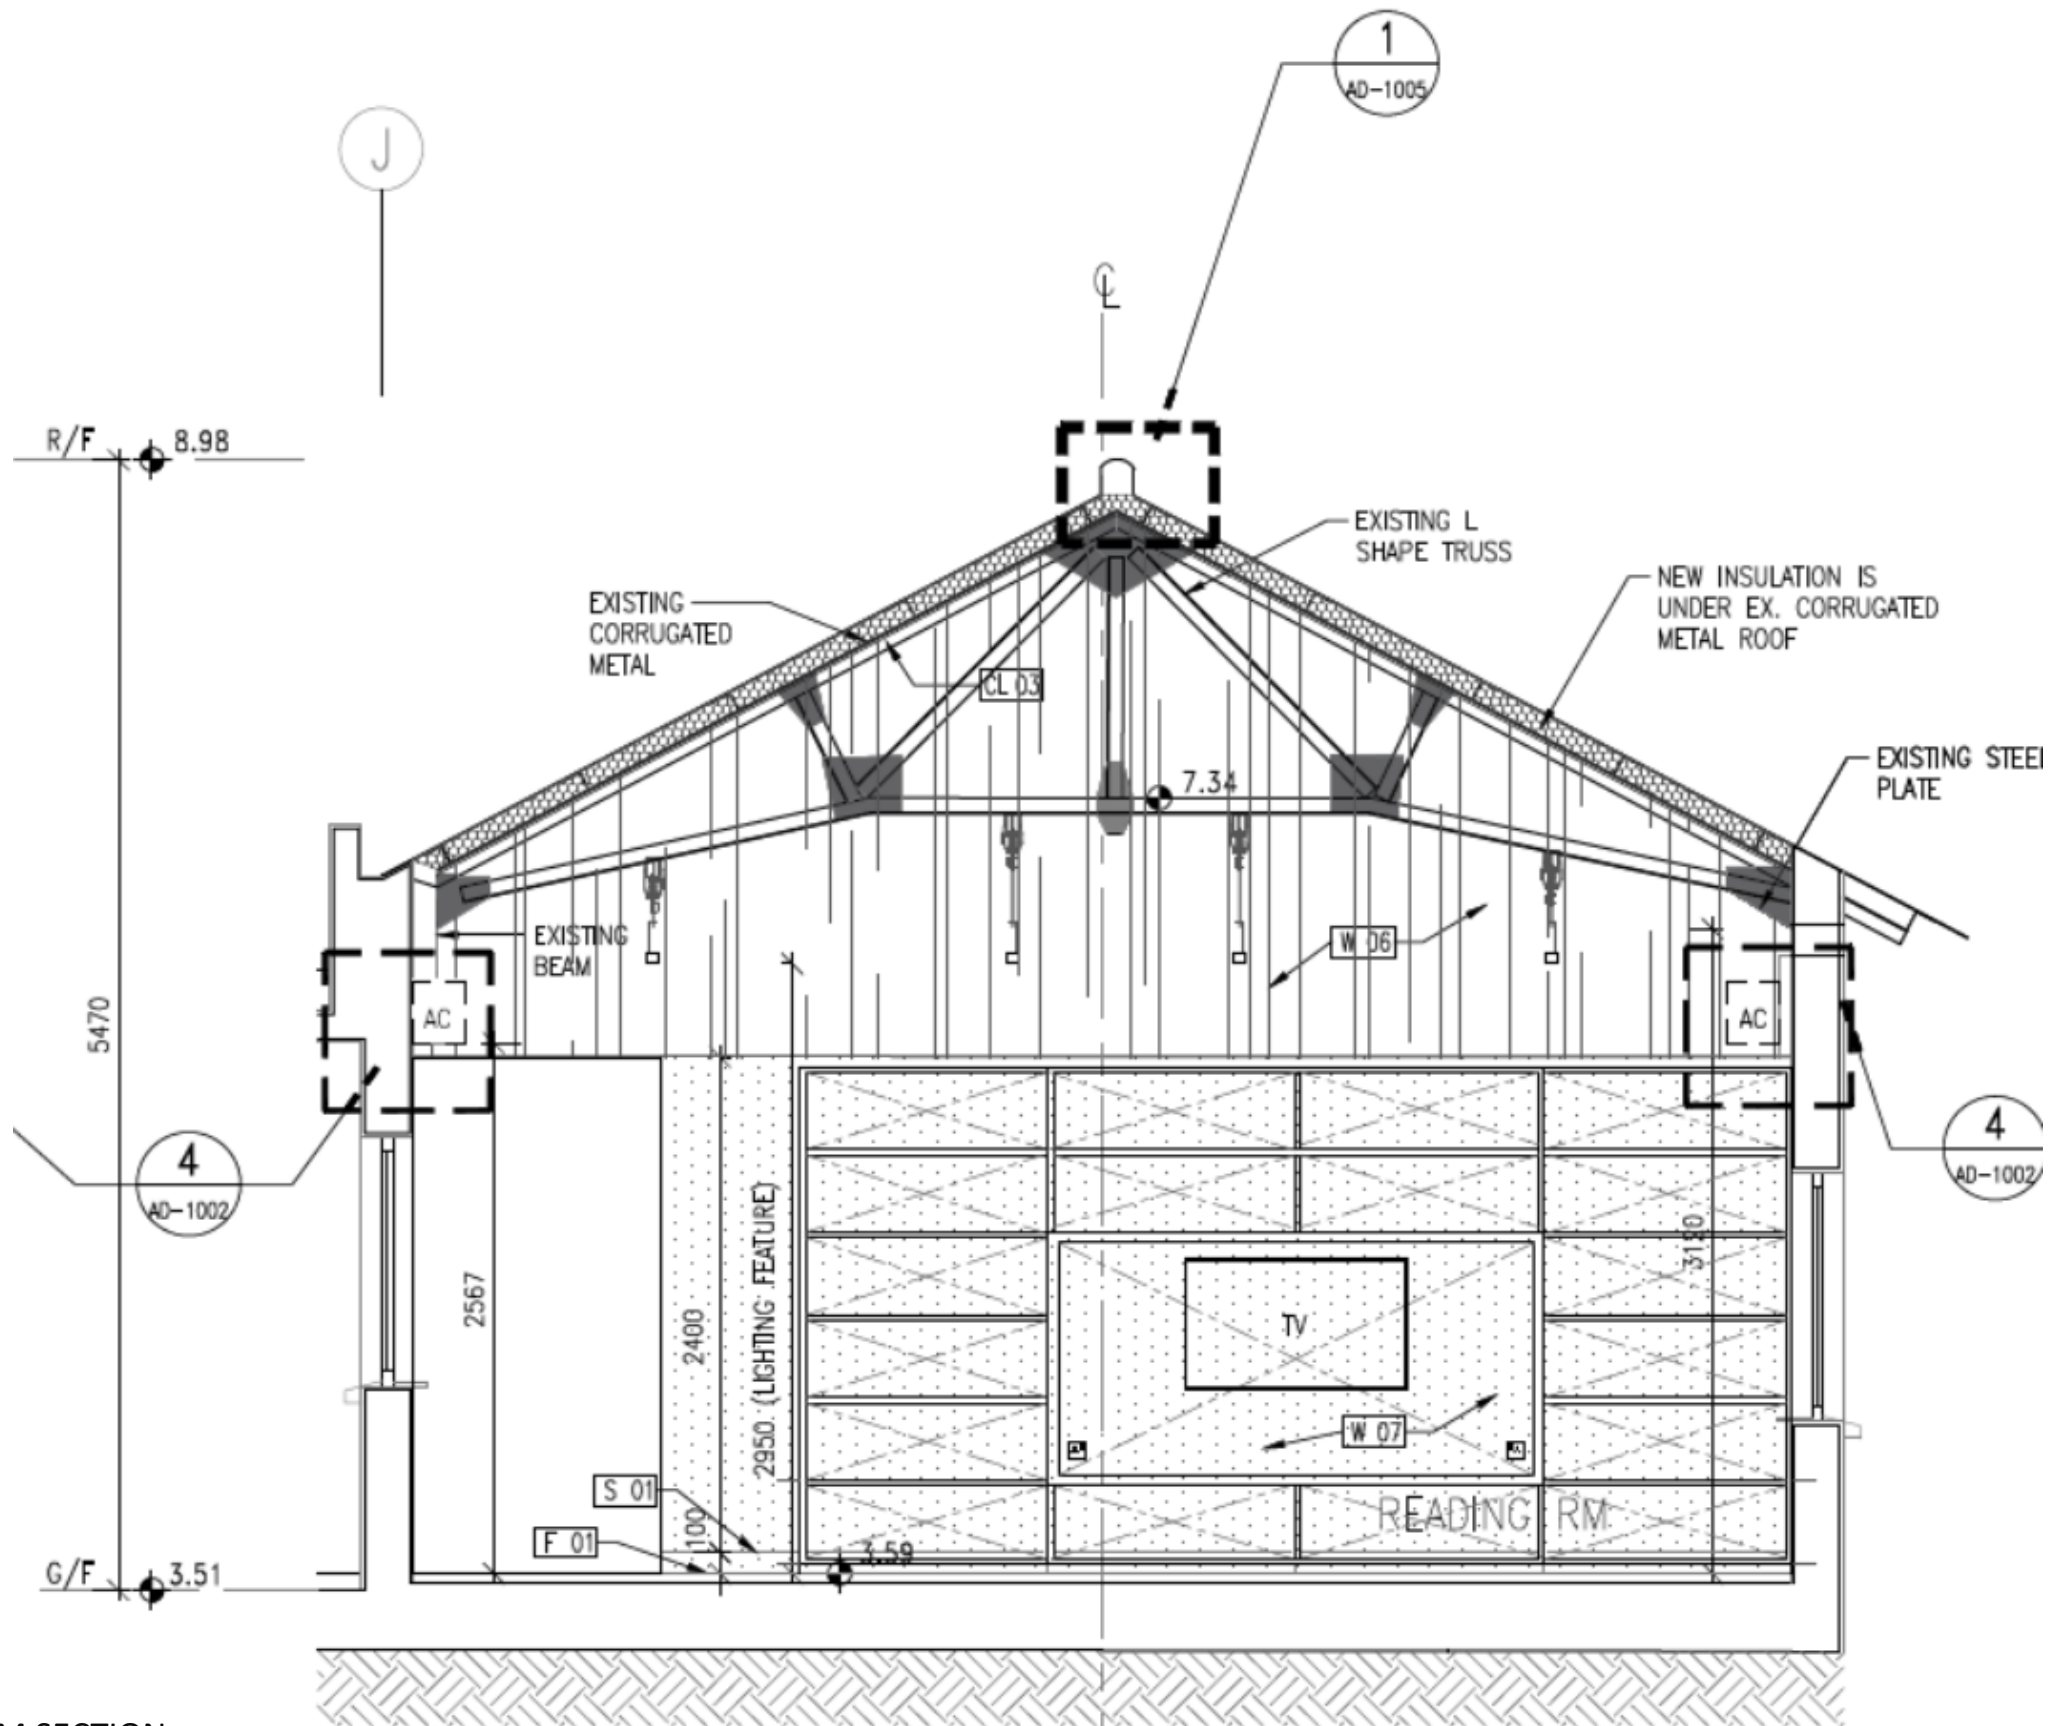 1
AD-1005
J
CL
R/F
8.98
EXISTING L
SHAPE TRUSS
NEW INSULATION IS
UNDER EX. CORRUGATED
METAL ROOF
EXISTING
CORRUGATED
METAL
CL 03
EXISTING
PLATE
7.34
W 06
EXISTING
BEAM
AC
AC
5470
4
AD-1002
4
AD-1002
2567
2400
2950 (LIGHTING FEATURE)
TV
W 07
S 01
100
F 01
READING RM
3.59
G/F
3.51
SECTION